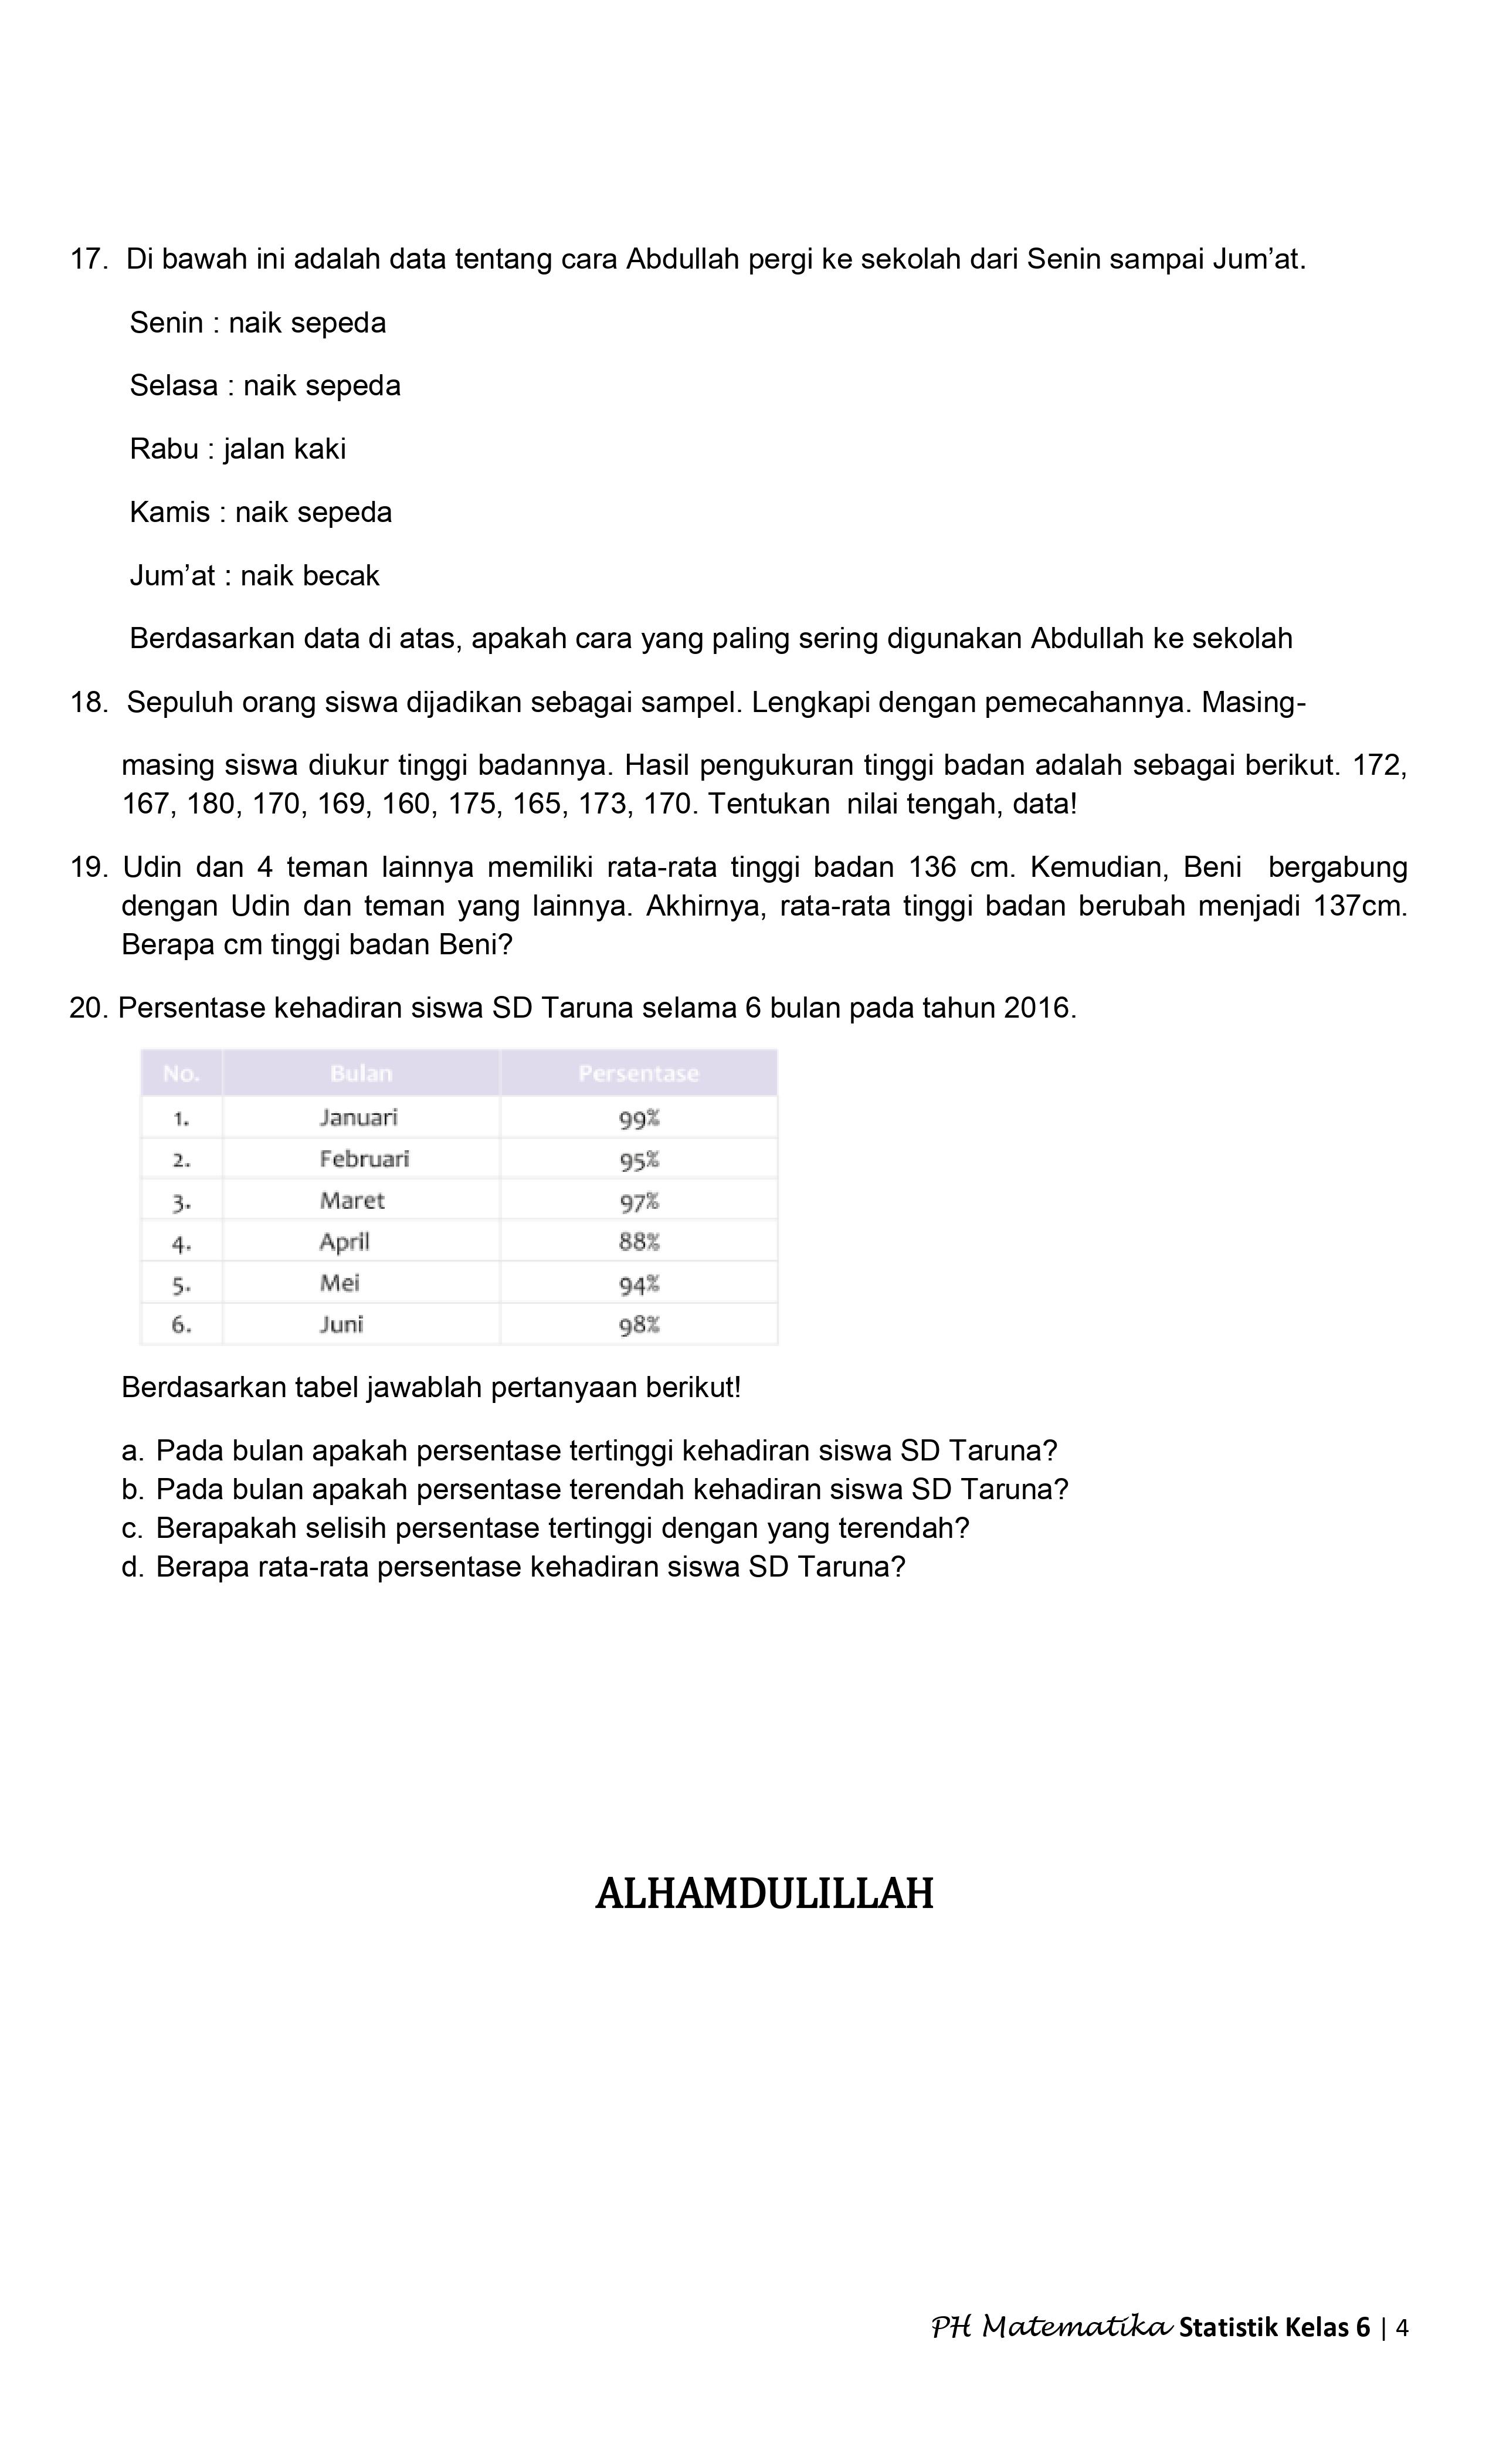 17. Di bawah ini adalah data tentang cara Abdullah pergi ke sekolah dari Senin sampai Jum’at.
Senin : naik sepeda
Selasa : naik sepeda
Rabu : jalan kaki
Kamis : naik sepeda
Jum’at : naik becak
Berdasarkan data di atas, apakah cara yang paling sering digunakan Abdullah ke sekolah
18. Sepuluh orang siswa dijadikan sebagai sampel. Lengkapi dengan pemecahannya. Masing-
masing siswa diukur tinggi badannya. Hasil pengukuran tinggi badan adalah sebagai berikut. 172,
167, 180, 170, 169, 160, 175, 165, 173, 170. Tentukan nilai tengah, data!
19. Udin dan 4 teman lainnya memiliki rata-rata tinggi badan 136 cm. Kemudian, Beni bergabung
dengan Udin dan teman yang lainnya. Akhirnya, rata-rata tinggi badan berubah menjadi 137cm.
Berapa cm tinggi badan Beni?
20. Persentase kehadiran siswa SD Taruna selama 6 bulan pada tahun 2016.
No. Bulan Persentase
1. Januari 99%
2. Februari 95%
3. Maret 97%
4. April 88%
5. Mei 94%
6. Juni 98%
Berdasarkan tabel jawablah pertanyaan berikut!
a. Pada bulan apakah persentase tertinggi kehadiran siswa SD Taruna?
b. Pada bulan apakah persentase terendah kehadiran siswa SD Taruna?
c. Berapakah selisih persentase tertinggi dengan yang terendah?
d. Berapa rata-rata persentase kehadiran siswa SD Taruna?
ALHAMDULILLAH
PH Matematika Statistik Kelas 6 | 4